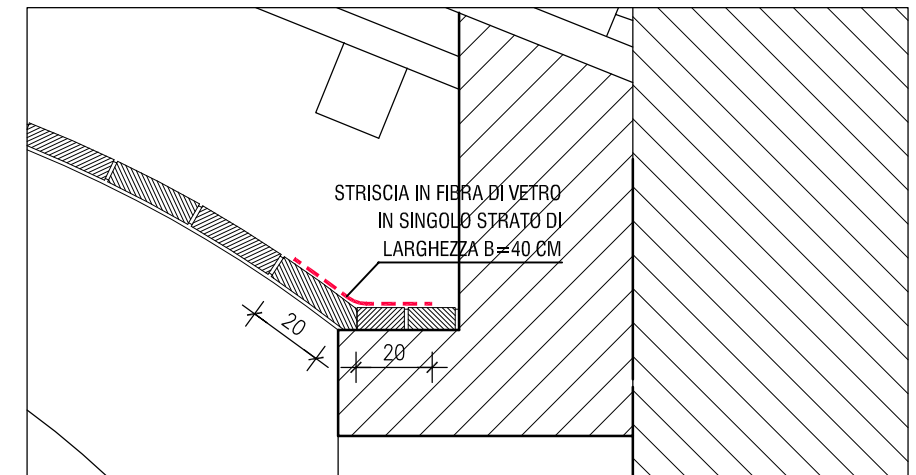 STRISCIA IN FIBRA DI VETRO
IN SINGOLO STRATO DI
LARGHEZZA B=40 CM
20
20